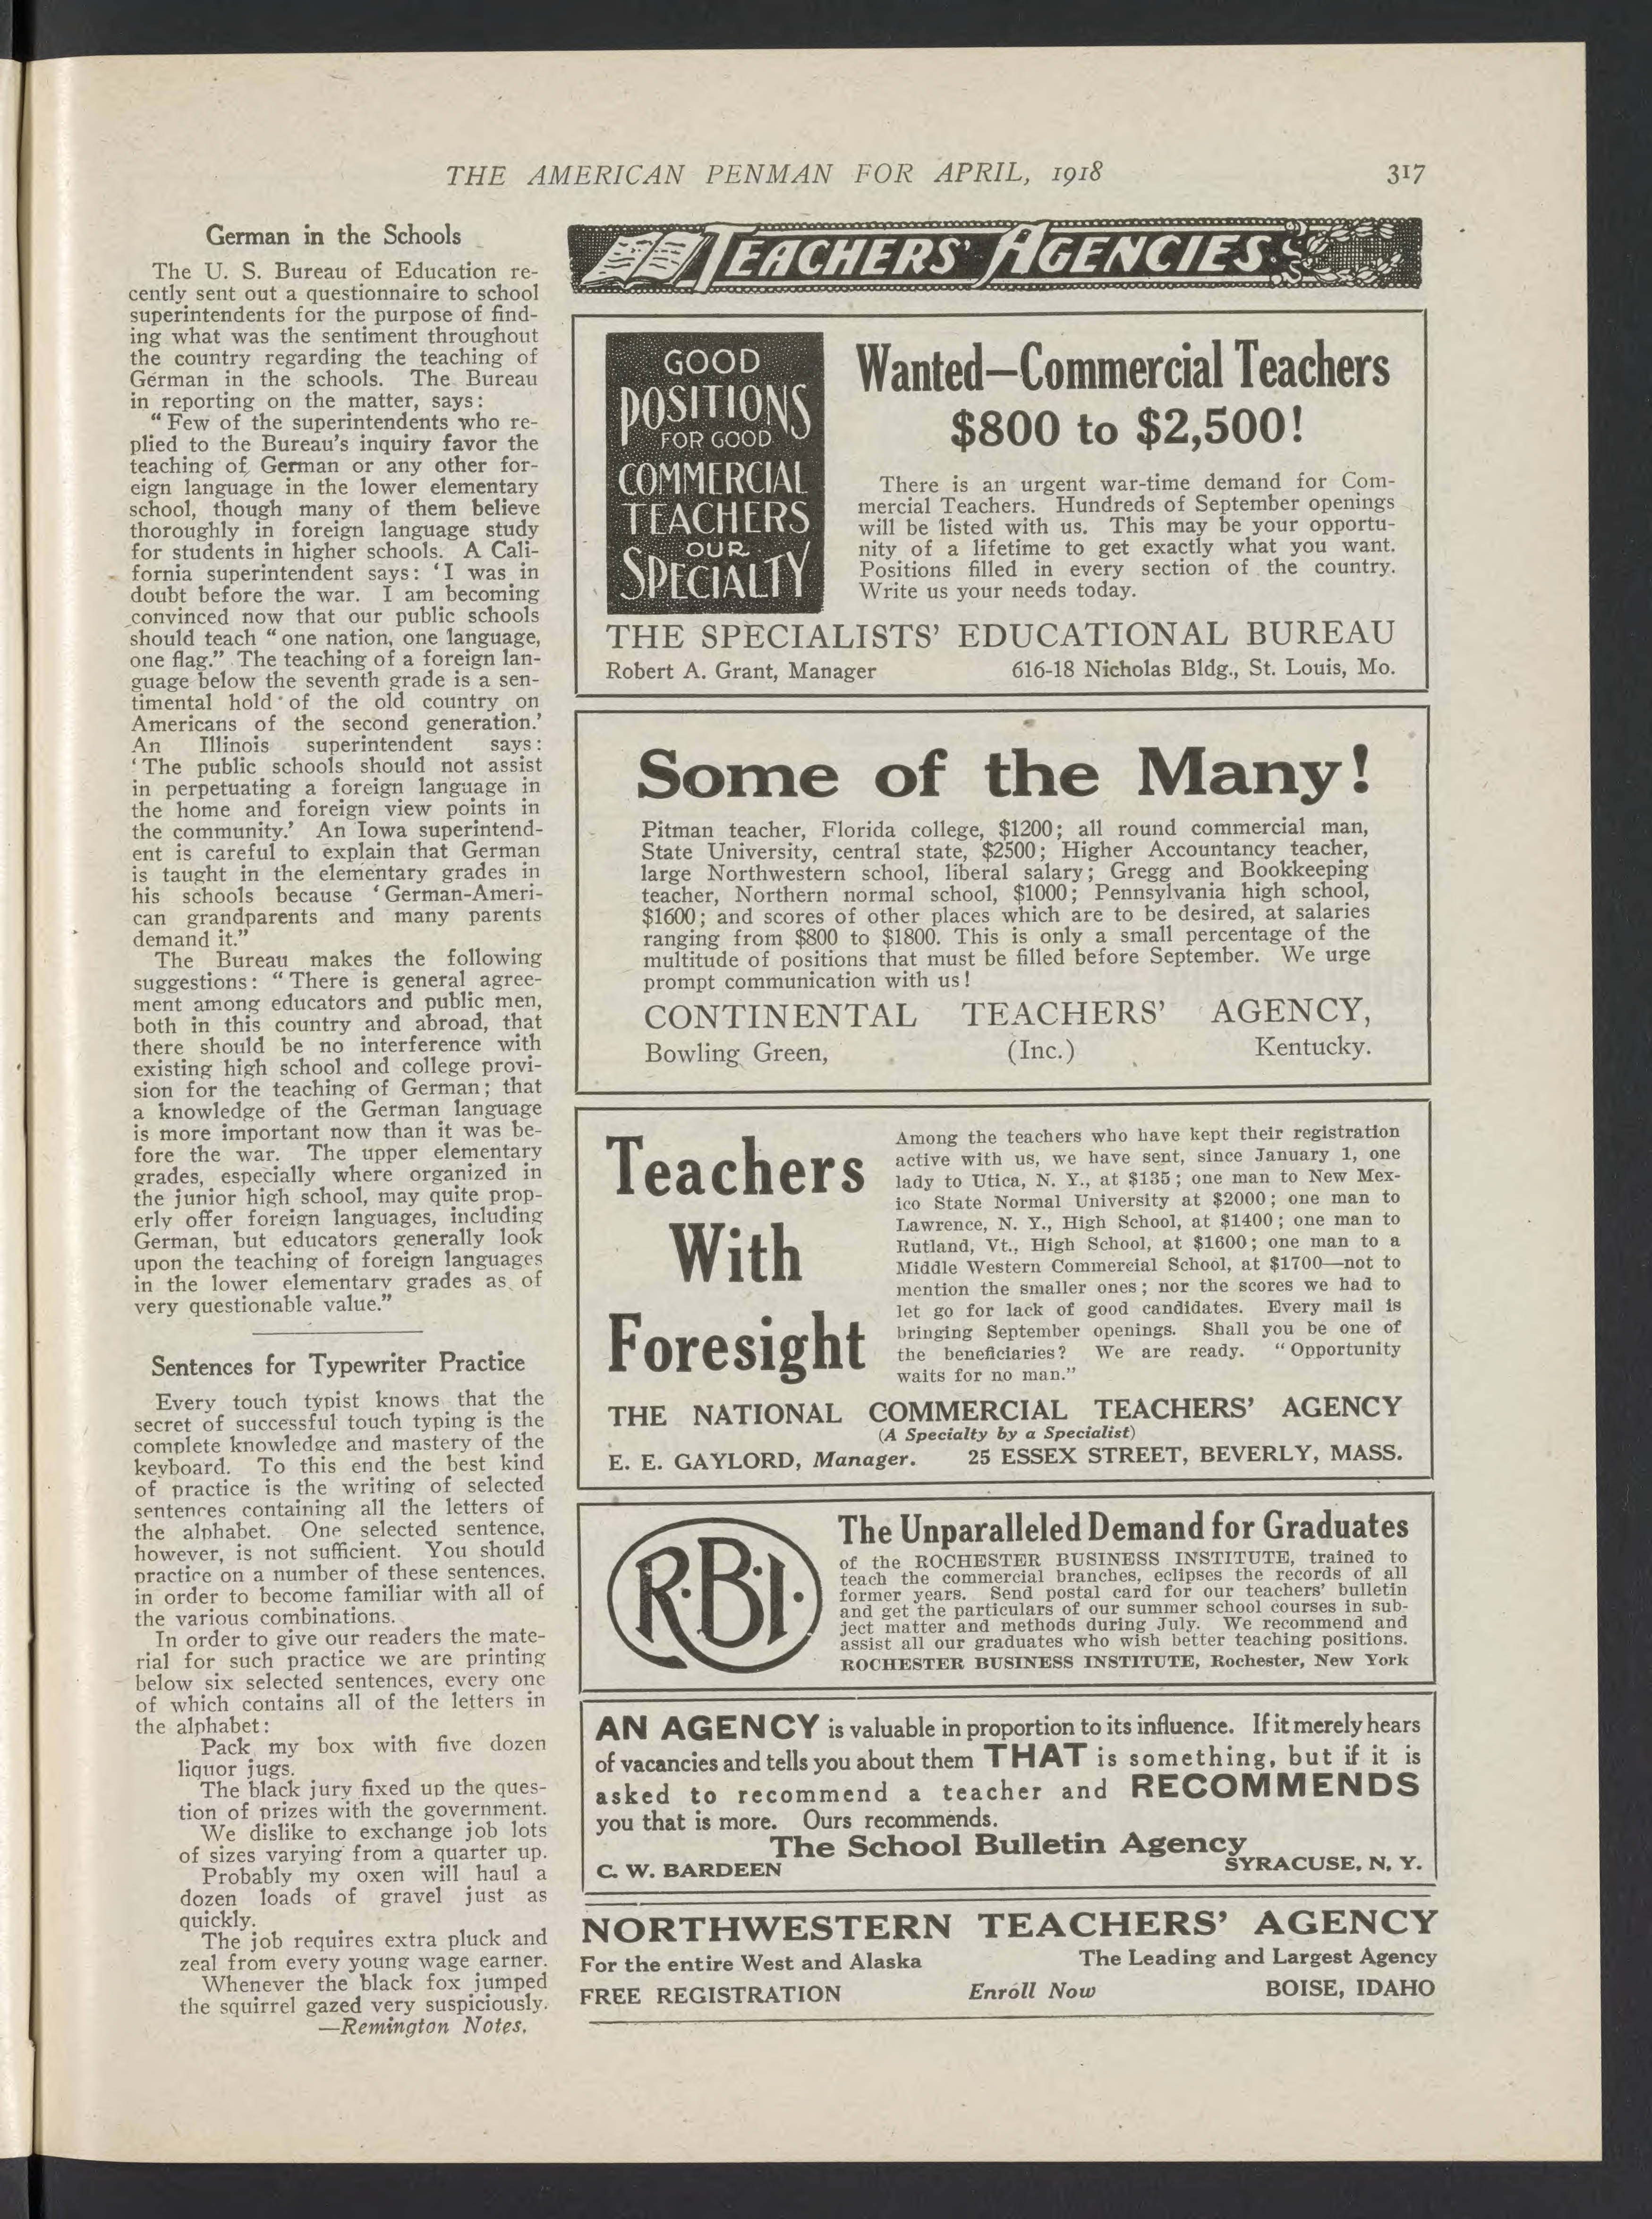 THE AMERICAN PENMAN FOR APRIL, 1918
317
German in the Schools
The U. S. Bureau of Education re-
cently sent out a questionnaire to school
superintendents for the purpose of find-
ing what was the sentiment throughout
the country regarding the teaching of
German in the schools. The Bureau
in reporting on the matter, says:
“Few of the superintendents who re-
plied to the Bureau's inquiry favor the
teaching of German or any other for-
eign language in the lower elementary
school, though many of them believe
thoroughly in foreign language study
for students in higher schools. A Cali-
fornia superintendent says: ‘I was in
doubt before the war. I am becoming
convinced now that our public schools
should teach “one nation, one language,
one flag.” The teaching of a foreign lan-
guage below the seventh grade is a sen-
timental hold of the old country on
Americans of the second generation.’
An Illinois superintendent says:
‘The public schools should not assist
in perpetuating a foreign language in
the home and foreign view points in
the community.’ An Iowa superintend-
ent is careful to explain that German
is taught in the elementary grades in
his schools because ‘German-Ameri-
can grandparents and many parents
demand it.”
The Bureau makes the following
suggestions: “There is general agree-
ment among educators and public men,
both in this country and abroad, that
there should be no interference with
existing high school and college provi-
sion for the teaching of German; that
a knowledge of the German language
is more important now than it was be-
fore the war. The upper elementary
grades, especially where organized in
the junior high school, may quite prop-
erly offer foreign languages, including
German, but educators generally look
upon the teaching of foreign languages
in the lower elementary grades as of
very questionable value.”
Sentences for Typewriter Practice
Every touch typist knows that the
secret of successful touch typing is the
complete knowledge and mastery of the
keyboard. To this end the best kind
of practice is the writing of selected
sentences containing all the letters of
the alphabet. One selected sentence,
however, is not sufficient. You should
practice on a number of these sentences,
in order to become familiar with all of
the various combinations.
In order to give our readers the mate-
rial for such practice we are printing
below six selected sentences, every one
of which contains all of the letters in
the alphabet:
Pack my box with five dozen
liquor jugs.
The black jury fixed up the ques-
tion of prizes with the government.
We dislike to exchange job lots
of sizes varying from a quarter up.
Probably my oxen will haul a
dozen loads of gravel just as
quickly.
The job requires extra pluck and
zeal from every young wage earner.
Whenever the black fox jumped
the squirrel gazed very suspiciously.
—Remington Notes.
TEACHERS' AGENCIES
GOOD
POSITIONS
FOR GOOD
COMMERCIAL
TEACHERS
OUR
SPECIALTY
Wanted—Commercial Teachers
$800 to $2,500!
There is an urgent war-time demand for Com-
mercial Teachers. Hundreds of September openings
will be listed with us. This may be your opportu-
nity of a lifetime to get exactly what you want.
Positions filled in every section of the country.
Write us your needs today.
THE SPECIALISTS' EDUCATIONAL BUREAU
Robert A. Grant, Manager 616-18 Nicholas Bldg., St. Louis, Mo.
Some of the Many!
Pitman teacher, Florida college, $1200; all round commercial man,
State University, central state, $2500; Higher Accountancy teacher,
large Northwestern school, liberal salary; Gregg and Bookkeeping
teacher, Northern normal school, $1000; Pennsylvania high school,
$1600; and scores of other places which are to be desired, at salaries
ranging from $800 to $1800. This is only a small percentage of the
multitude of positions that must be filled before September. We urge
prompt communication with us!
CONTINENTAL TEACHERS' AGENCY,
Bowling Green, (Inc.) Kentucky.
Teachers
With
Foresight
Among the teachers who have kept their registration
active with us, we have sent, since January 1, one
lady to Utica, N. Y., at $135; one man to New Mex-
ico State Normal University at $2000; one man to
Lawrence, N. Y., High School, at $1400; one man to
Rutland, Vt., High School, at $1600; one man to a
Middle Western Commercial School, at $1700—not to
mention the smaller ones; nor the scores we had to
let go for lack of good candidates. Every mail is
bringing September openings. Shall you be one of
the beneficiaries? We are ready. “Opportunity
waits for no man.”
THE NATIONAL COMMERCIAL TEACHERS' AGENCY
(A Specialty by a Specialist)
E. E. GAYLORD, Manager. 25 ESSEX STREET, BEVERLY, MASS.
R·B·I·
The Unparalleled Demand for Graduates
of the ROCHESTER BUSINESS INSTITUTE, trained to
teach the commercial branches, eclipses the records of all
former years. Send postal card for our teachers' bulletin
and get the particulars of our summer school courses in sub-
ject matter and methods during July. We recommend and
assist all our graduates who wish better teaching positions.
ROCHESTER BUSINESS INSTITUTE, Rochester, New York
AN AGENCY is valuable in proportion to its influence. If it merely hears
of vacancies and tells you about them THAT is something, but if it is
asked to recommend a teacher and RECOMMENDS
you that is more. Ours recommends.
The School Bulletin Agency
C. W. BARDEEN SYRACUSE, N. Y.
NORTHWESTERN TEACHERS' AGENCY
For the entire West and Alaska The Leading and Largest Agency
FREE REGISTRATION Enroll Now BOISE, IDAHO